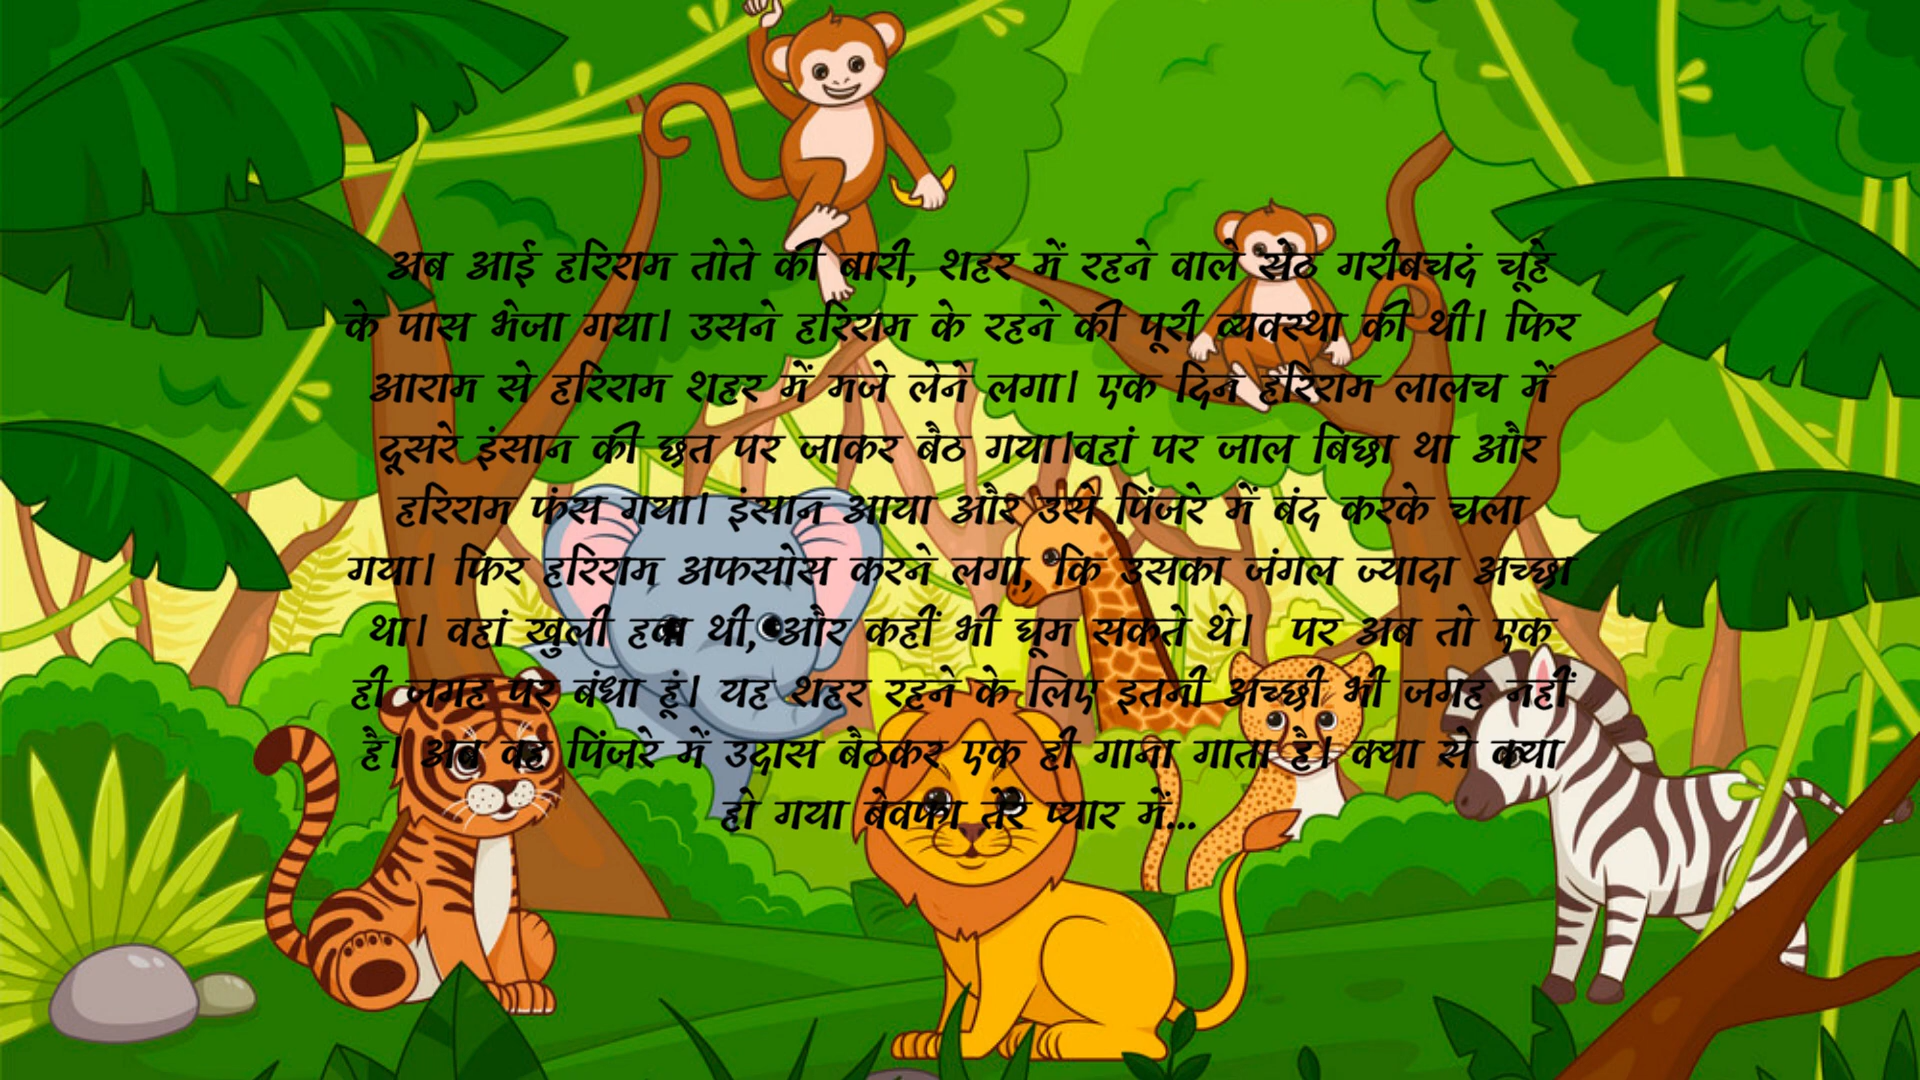 अब आई हरिराम तोते की बारी, शहर में रहने वाले सेठ गरीबचदं चूहे
के पास भेजा गया। उसने हरिराम के रहने की पूरी व्यवस्था की थी। फिर
आराम से हरिराम शहर में मजे लेने लगा। एक दिन हरिराम लालच में
दूसरे इंसान की छत पर जाकर बैठ गया।वहां पर जाल बिछा था और
हरिराम फंस गया। इंसान आया और उसे पिंजरे में बंद करके चला
गया। फिर हरिराम अफसोस करने लगा, कि उसका जंगल ज्यादा अच्छा
था। वहां खुली हवा थी, और कहीं भी घूम सकते थे।  पर अब तो एक
ही जगह पर बंधा हूं। यह शहर रहने के लिए इतनी अच्छी भी जगह नहीं
है। अब वह पिंजरे में उदास बैठकर एक ही गाना गाता है। क्या से क्या
हो गया बेवफा तेरे प्यार में...